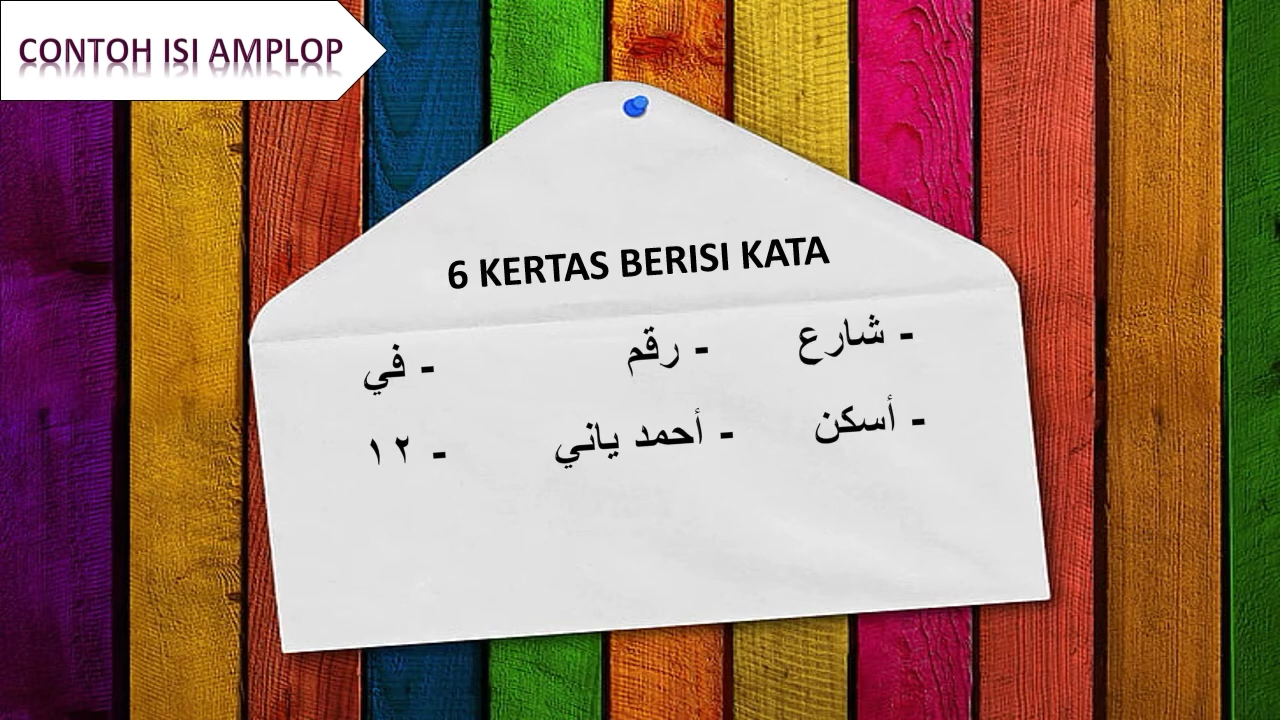 CONTOH ISI AMPLOP
6 KERTAS BERISI KATA
- شارع - رقم - في
- أسكن - أحمد ياني - ١٢